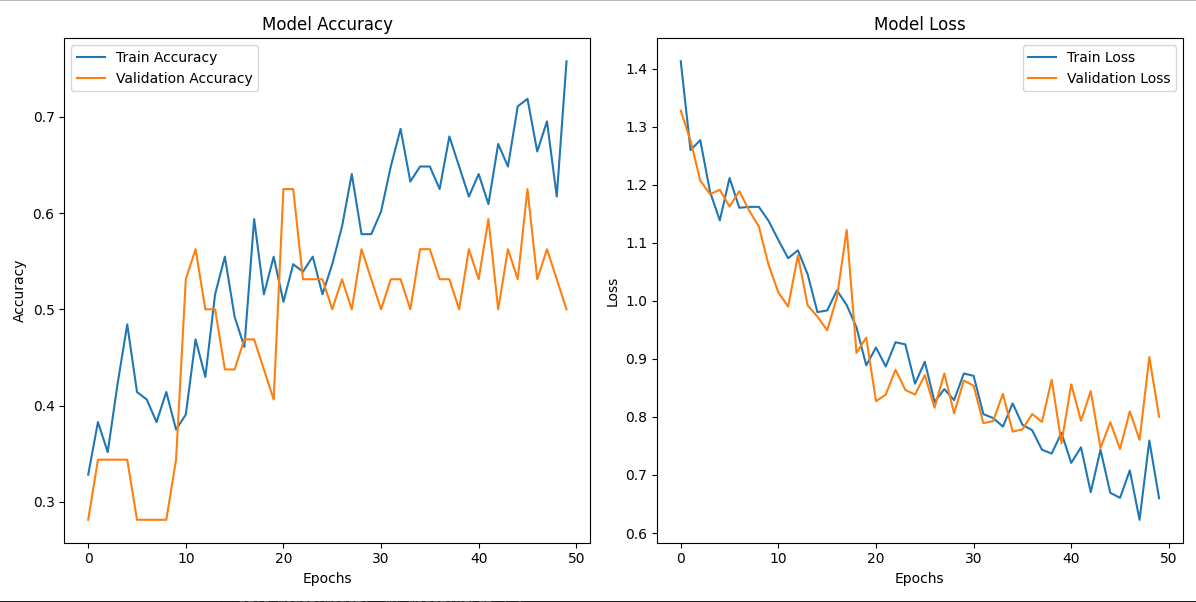 Model Accuracy
Train Accuracy
Validation Accuracy
0.7
0.6
0.5
0.4
0.3
Accuracy
0 10 20 30 40 50
Epochs
Model Loss
Train Loss
Validation Loss
1.4
1.3
1.2
1.1
1.0
0.9
0.8
0.7
0.6
Loss
0 10 20 30 40 50
Epochs